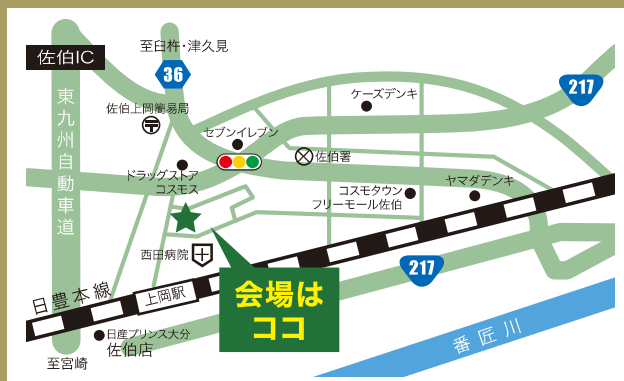 至臼杵・津久見
佐伯IC
36
217
ケーズデンキ
佐伯上岡簡易局
セブンイレブン
東九州自動車道
佐伯署
ドラッグストア
コスモス
ヤマダデンキ
コスモタウン
フリーモール佐伯
西田病院
217
会場は
ココ
日豊本線
上岡駅
番匠川
日産プリンス大分
佐伯店
至宮崎